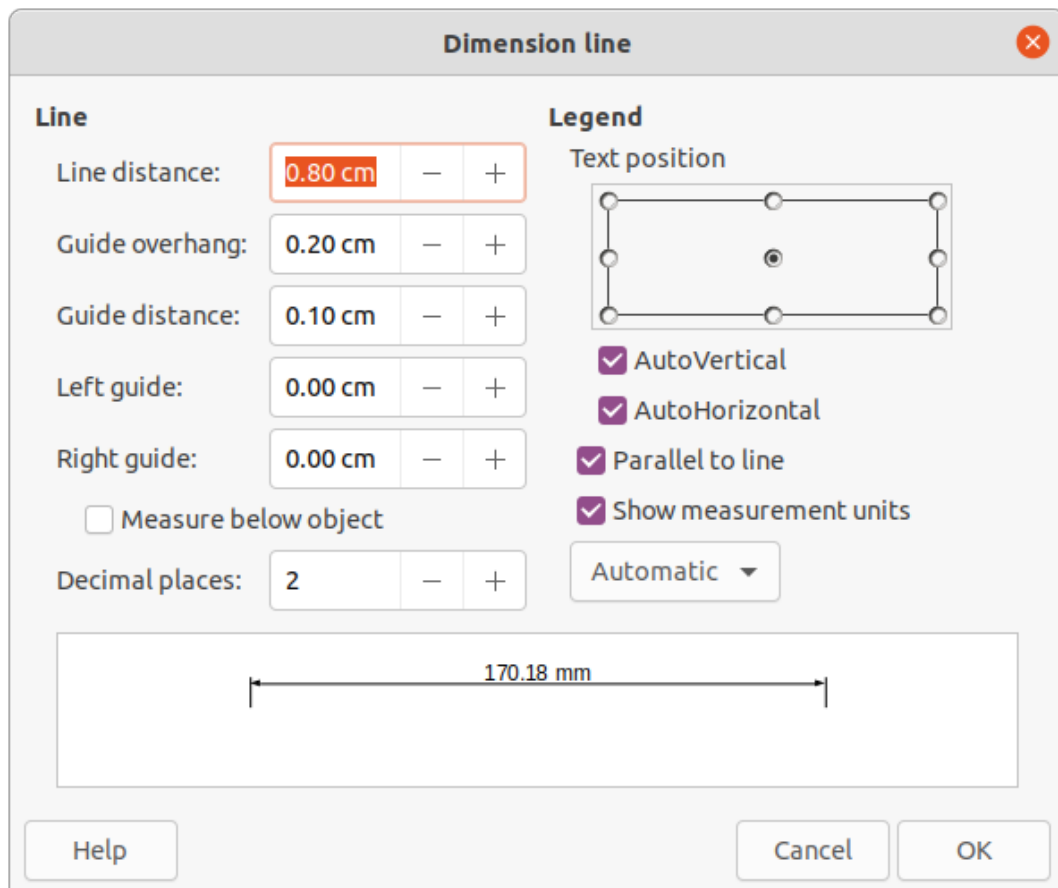 Dimension line
Line
Line distance: 0.80 cm
Guide overhang: 0.20 cm
Guide distance: 0.10 cm
Left guide: 0.00 cm
Right guide: 0.00 cm
Measure below object
Decimal places: 2
Legend
Text position
AutoVertical
AutoHorizontal
Parallel to line
Show measurement units
Automatic
170.18 mm
Help
Cancel
OK